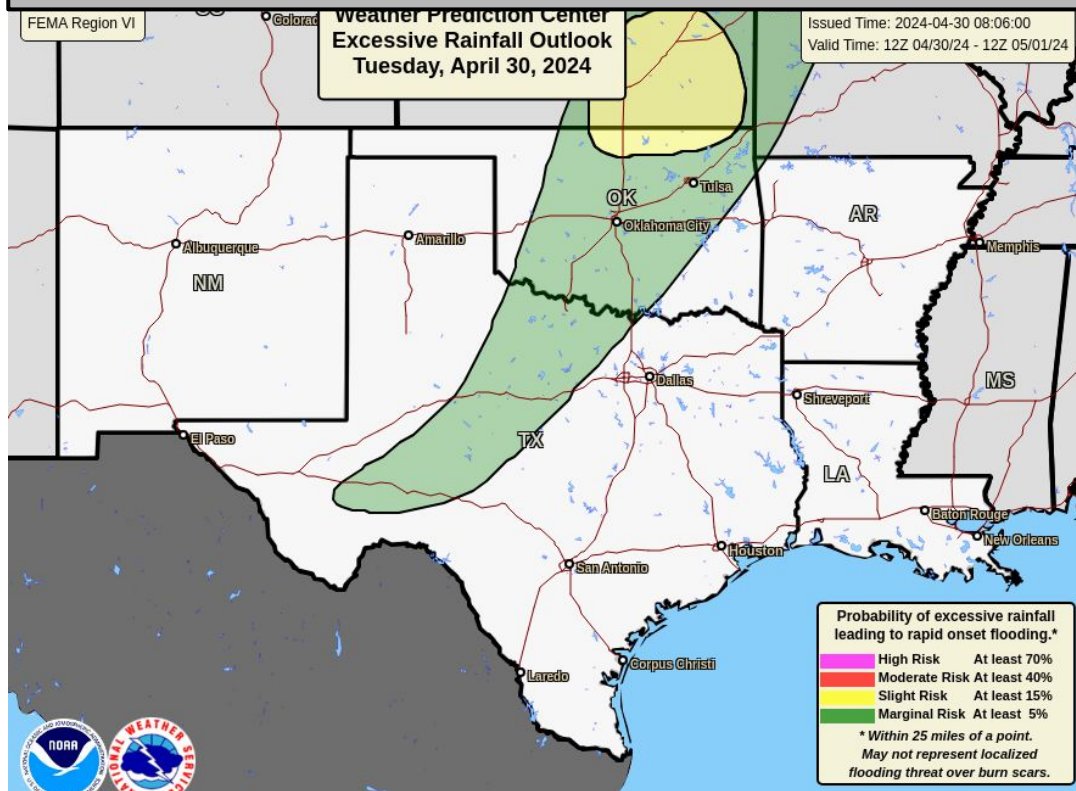 FEMA Region VI
Weather Prediction Center
Excessive Rainfall Outlook
Tuesday, April 30, 2024
Issued Time: 2024-04-30 08:06:00
Valid Time: 12Z 04/30/24 - 12Z 05/01/24
Tulsa
OK
Oklahoma City
AR
Amarillo
Albuquerque
Memphis
NM
Dallas
MS
Shreveport
El Paso
TX
LA
Baton Rouge
New Orleans
Houston
San Antonio
Corpus Christi
Laredo
Probability of excessive rainfall
leading to rapid onset flooding.*
High Risk At least 70%
Moderate Risk At least 40%
Slight Risk At least 15%
Marginal Risk At least 5%
* Within 25 miles of a point.
May not represent localized
flooding threat over burn scars.
NOAA
NATIONAL WEATHER SERVICE